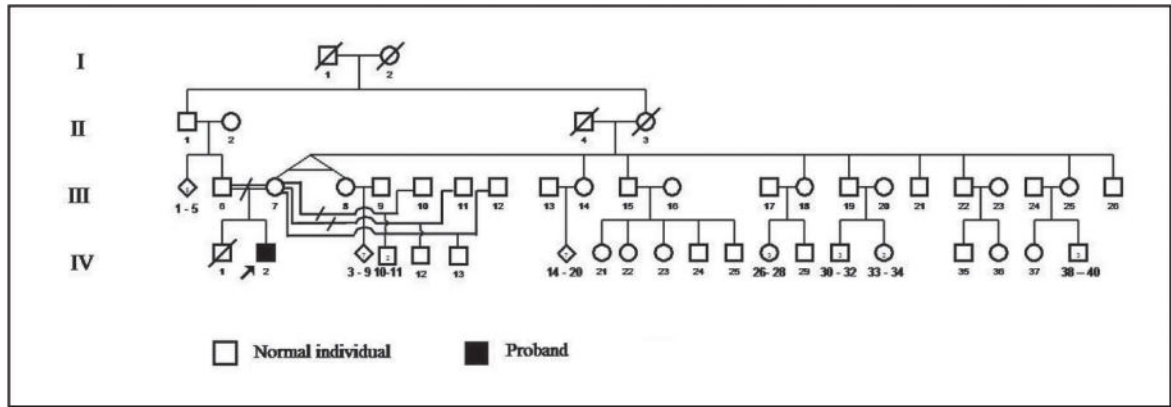 I
1 2
II
1 2 4 3
III
1 - 5 6 7 8 9 10 11 12 13 14 15 16 17 18 19 20 21 22 23 24 25 26
IV
1 2 3 - 9 10-11 12 13 14 - 20 21 22 23 24 25 26- 28 29 30 - 32 33 - 34 35 36 37 38 – 40
Normal individual Proband